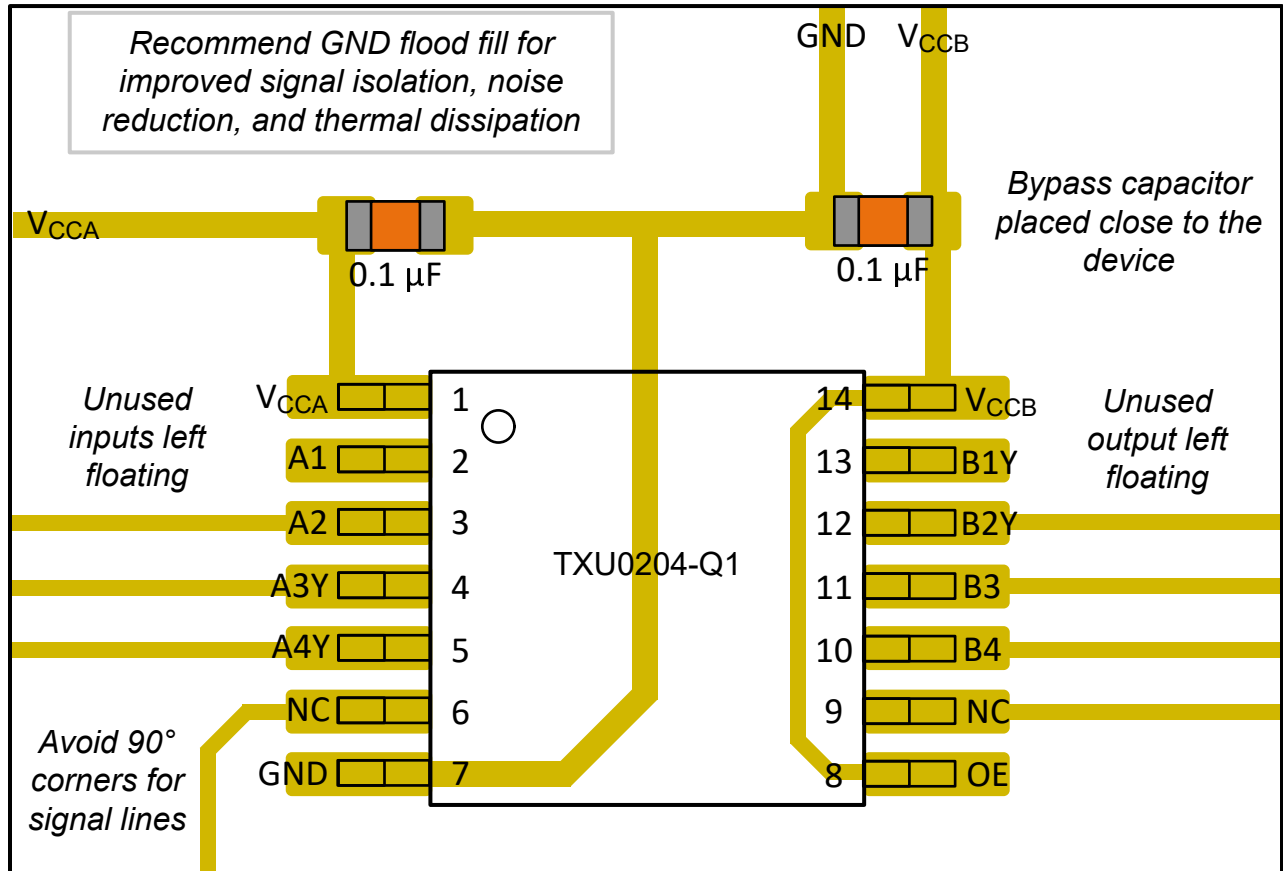 Recommend GND flood fill for
improved signal isolation, noise
reduction, and thermal dissipation
GND
VCCB
VCCA
0.1 µF
0.1 µF
Bypass capacitor
placed close to the
device
Unused
inputs left
floating
VCCA
1
14
VCCB
A1
2
13
B1Y
A2
3
12
B2Y
A3Y
4
11
B3
A4Y
5
10
B4
NC
6
9
NC
GND
7
8
OE
TXU0204-Q1
Unused
output left
floating
Avoid 90°
corners for
signal lines